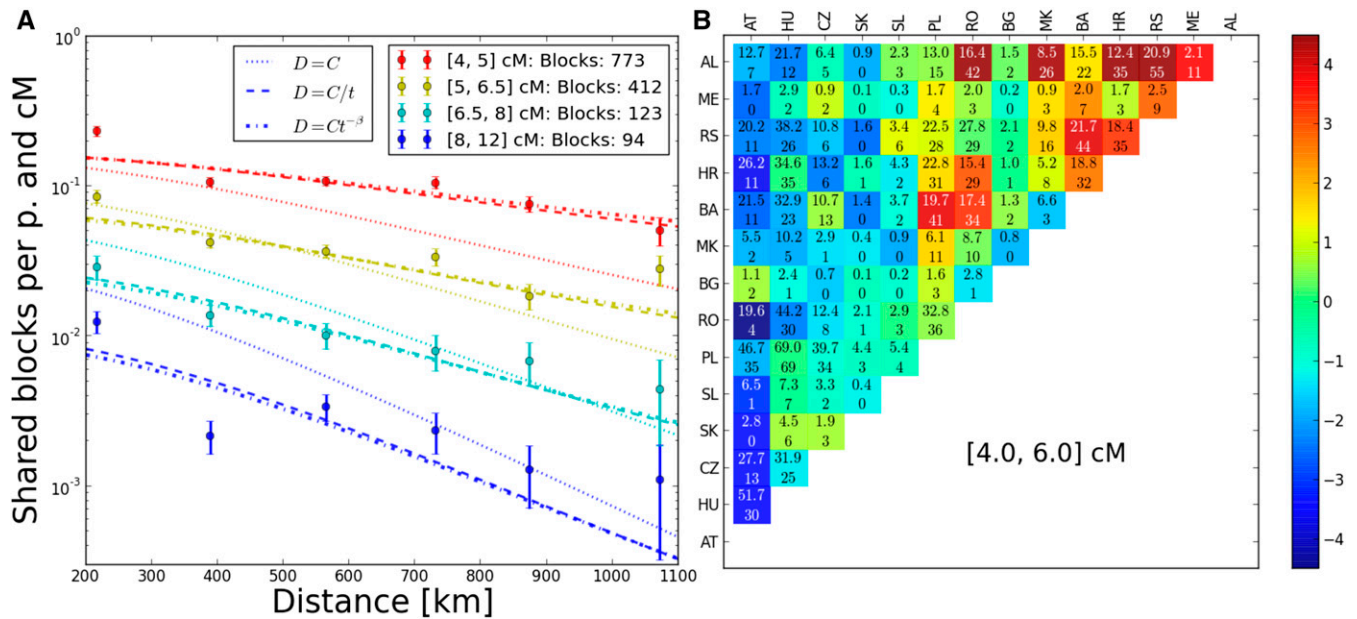 A
Shared blocks per p. and cM
10^0
10^-1
10^-2
10^-3
D = C
D = C/t
D = Ct^-β
[4, 5] cM: Blocks: 773
[5, 6.5] cM: Blocks: 412
[6.5, 8] cM: Blocks: 123
[8, 12] cM: Blocks: 94
200 300 400 500 600 700 800 900 1000 1100
Distance [km]
B
AT HU CZ SK SL PL RO BG MK BA HR RS ME AL
AL 12.7 21.7 6.4 0.9 2.3 13.0 16.4 1.5 8.5 15.5 12.4 20.9 2.1
7 12 5 0 3 15 42 2 26 22 35 55 11
ME 1.7 2.9 0.9 0.1 0.3 1.7 2.0 0.2 0.9 2.0 1.7 2.5
0 2 2 0 0 4 3 0 3 7 3 9
RS 20.2 38.2 10.8 1.6 3.4 22.5 27.8 2.1 9.8 21.7 18.4
11 26 6 0 6 28 29 2 16 44 35
HR 26.2 34.6 13.2 1.6 4.3 22.8 15.4 1.0 5.2 18.8
11 35 6 1 2 31 29 1 8 32
BA 21.5 32.9 10.7 1.4 3.7 19.7 17.4 1.3 6.6
11 23 13 0 2 41 34 2 3
MK 5.5 10.2 2.9 0.4 0.9 6.1 8.7 0.8
2 5 1 0 0 11 10 0
BG 1.1 2.4 0.7 0.1 0.2 1.6 2.8
2 1 0 0 0 3 1
RO 19.6 44.2 12.4 2.1 2.9 32.8
4 30 8 1 3 36
PL 46.7 69.0 39.7 4.4 5.4
35 69 34 3 4
SL 6.5 7.3 3.3 0.4
1 7 2 0
SK 2.8 4.5 1.9
0 6 3
CZ 27.7 31.9
13 25
HU 51.7
30
AT
[4.0, 6.0] cM
4
3
2
1
0
−1
−2
−3
−4